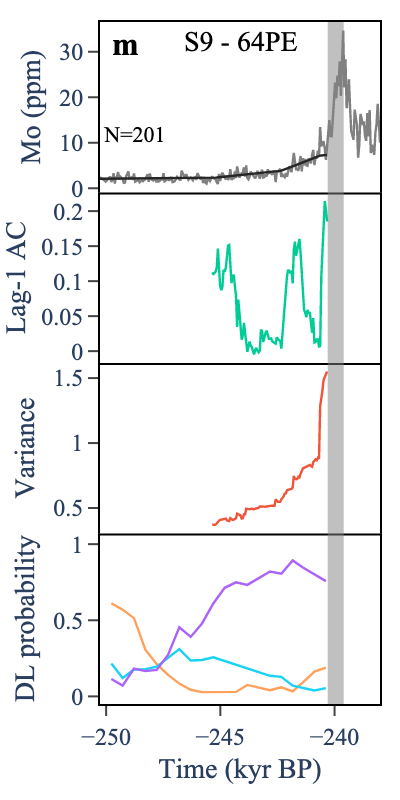 m S9 - 64PE
Mo (ppm)
30
20
10
0
N=201
Lag-1 AC
0.2
0.15
0.1
0.05
0
Variance
1.5
1
0.5
DL probability
1
0.5
0
−250 −245 −240
Time (kyr BP)